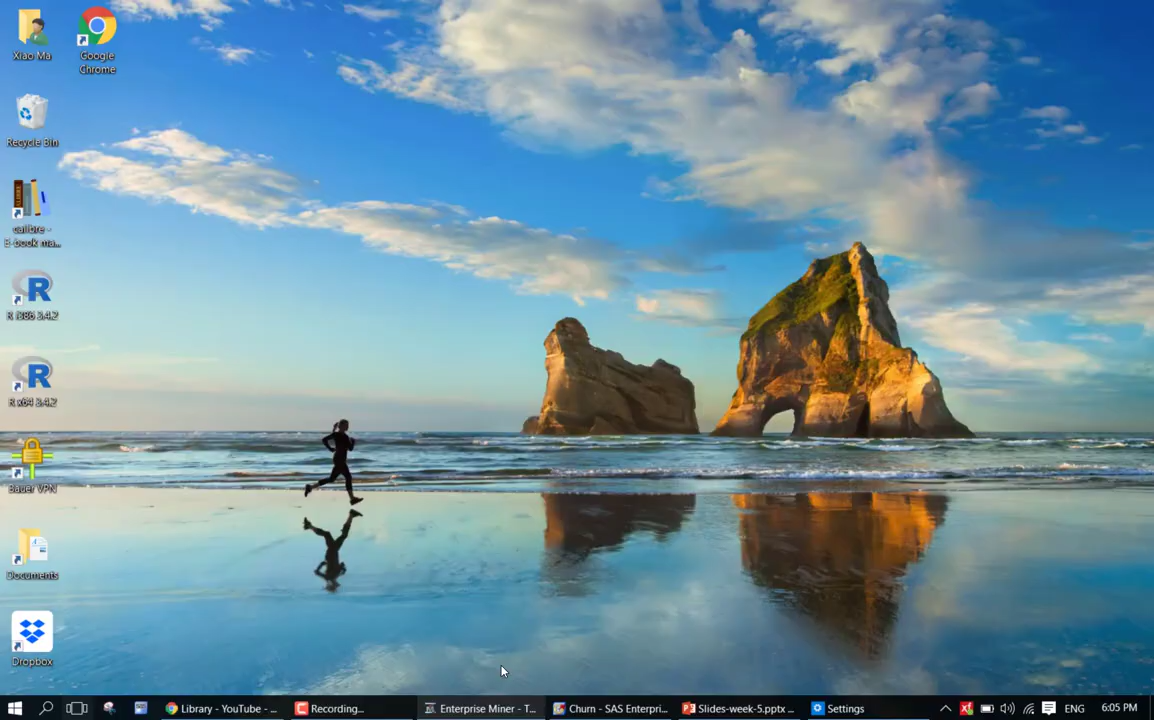 Xiao Ma
Google
Chrome
Recycle Bin
calibre -
E-book ma...
R i386 3.4.2
R x64 3.4.2
Bauer VPN
Documents
Dropbox
Library - YouTube - ...
Recording...
Enterprise Miner - T...
Churn - SAS Enterpri...
Slides-week-5.pptx ...
Settings
ENG
6:05 PM